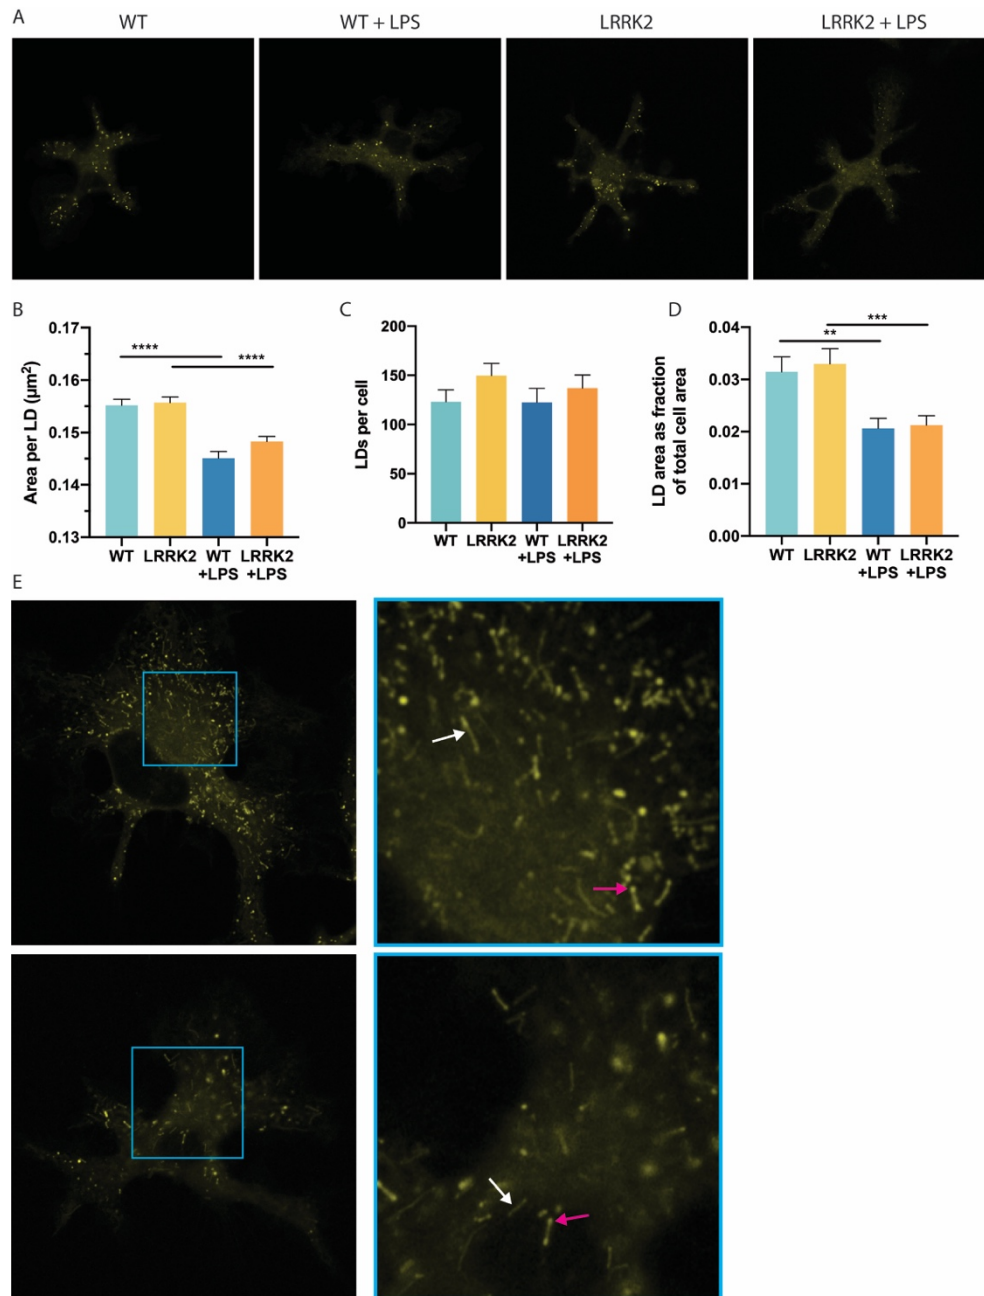 A
WT
WT + LPS
LRRK2
LRRK2 + LPS
B
0.17
0.16
0.15
0.14
0.13
Area per LD (µm²)
****
****
WT
LRRK2
WT
+LPS
LRRK2
+LPS
C
200
150
100
50
0
LDs per cell
WT
LRRK2
WT
+LPS
LRRK2
+LPS
D
0.04
0.03
0.02
0.01
0.00
LD area as fraction
of total cell area
**
***
WT
LRRK2
WT
+LPS
LRRK2
+LPS
E